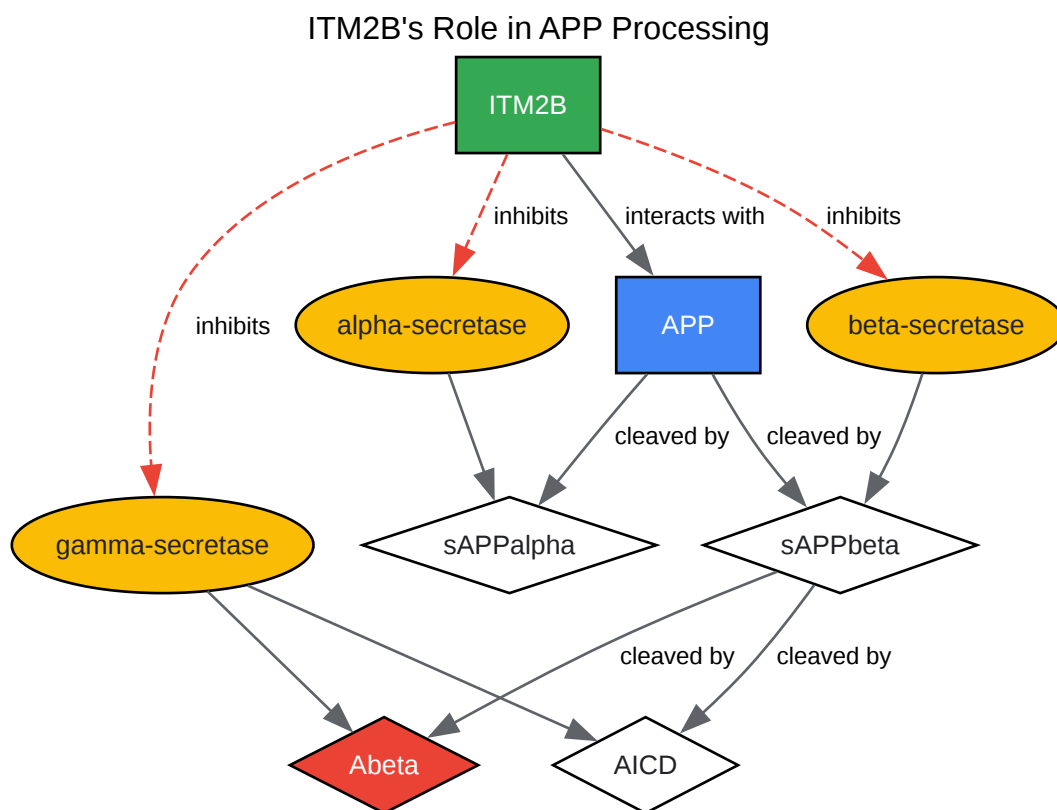 ITM2B's Role in APP Processing
ITM2B
inhibits
interacts with
inhibits
inhibits
alpha-secretase
APP
beta-secretase
cleaved by
cleaved by
gamma-secretase
sAPPalpha
sAPPbeta
cleaved by
cleaved by
Abeta
AICD